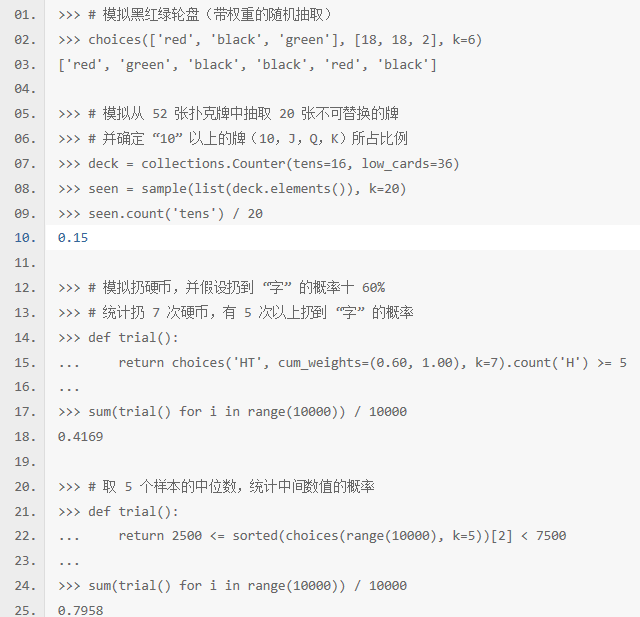 01. >>> # 模拟黑红绿轮盘（带权重的随机抽取）
02. >>> choices(['red', 'black', 'green'], [18, 18, 2], k=6)
03. ['red', 'green', 'black', 'black', 'red', 'black']
04.
05. >>> # 模拟从 52 张扑克牌中抽取 20 张不可替换的牌
06. >>> # 并确定 “10” 以上的牌（10，J，Q，K）所占比例
07. >>> deck = collections.Counter(tens=16, low_cards=36)
08. >>> seen = sample(list(deck.elements()), k=20)
09. >>> seen.count('tens') / 20
10. 0.15
11.
12. >>> # 模拟扔硬币，并假设扔到 “字” 的概率十 60%
13. >>> # 统计扔 7 次硬币，有 5 次以上扔到 “字” 的概率
14. >>> def trial():
15. ...     return choices('HT', cum_weights=(0.60, 1.00), k=7).count('H') >= 5
16. ...
17. >>> sum(trial() for i in range(10000)) / 10000
18. 0.4169
19.
20. >>> # 取 5 个样本的中位数，统计中间数值的概率
21. >>> def trial():
22. ...     return 2500 <= sorted(choices(range(10000), k=5))[2] < 7500
23. ...
24. >>> sum(trial() for i in range(10000)) / 10000
25. 0.7958